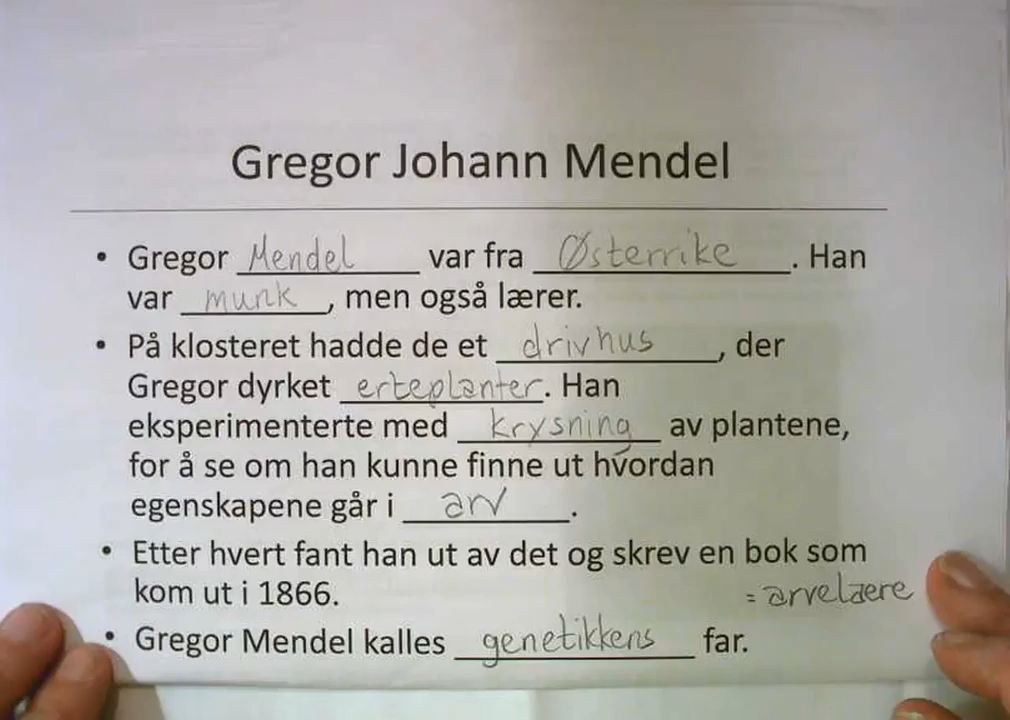 Gregor Johann Mendel
• Gregor Mendel var fra Østerrike. Han
var munk, men også lærer.
• På klosteret hadde de et drivhus, der
Gregor dyrket erteplanter. Han
eksperimenterte med krysning av plantene,
for å se om han kunne finne ut hvordan
egenskapene går i arv.
• Etter hvert fant han ut av det og skrev en bok som
kom ut i 1866.
= arvelære
• Gregor Mendel kalles genetikkens far.